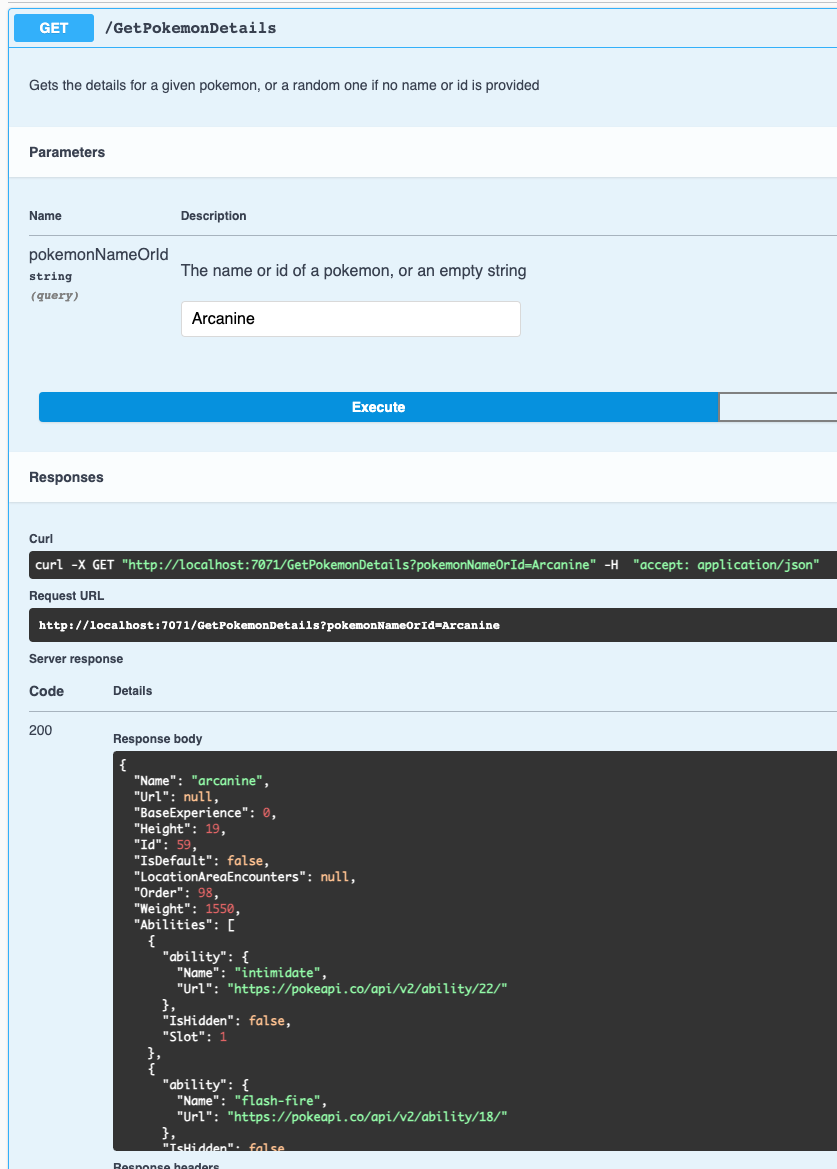 GET /GetPokemonDetails
Gets the details for a given pokemon, or a random one if no name or id is provided
Parameters
Name Description
pokemonNameOrId
string
(query)
The name or id of a pokemon, or an empty string
Arcanine
Execute
Responses
Curl
curl -X GET "http://localhost:7071/GetPokemonDetails?pokemonNameOrId=Arcanine" -H  "accept: application/json"
Request URL
http://localhost:7071/GetPokemonDetails?pokemonNameOrId=Arcanine
Server response
Code Details
200
Response body
{
  "Name": "arcanine",
  "Url": null,
  "BaseExperience": 0,
  "Height": 19,
  "Id": 59,
  "IsDefault": false,
  "LocationAreaEncounters": null,
  "Order": 98,
  "Weight": 1550,
  "Abilities": [
    {
      "ability": {
        "Name": "intimidate",
        "Url": "https://pokeapi.co/api/v2/ability/22/"
      },
      "IsHidden": false,
      "Slot": 1
    },
    {
      "ability": {
        "Name": "flash-fire",
        "Url": "https://pokeapi.co/api/v2/ability/18/"
      },
      "IsHidden": false
Response headers